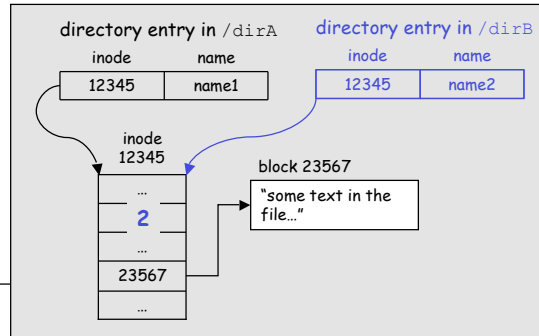 directory entry in /dirA
inode name
12345 name1
directory entry in /dirB
inode name
12345 name2
inode
12345
…
2
…
23567
…
block 23567
“some text in the
file…”